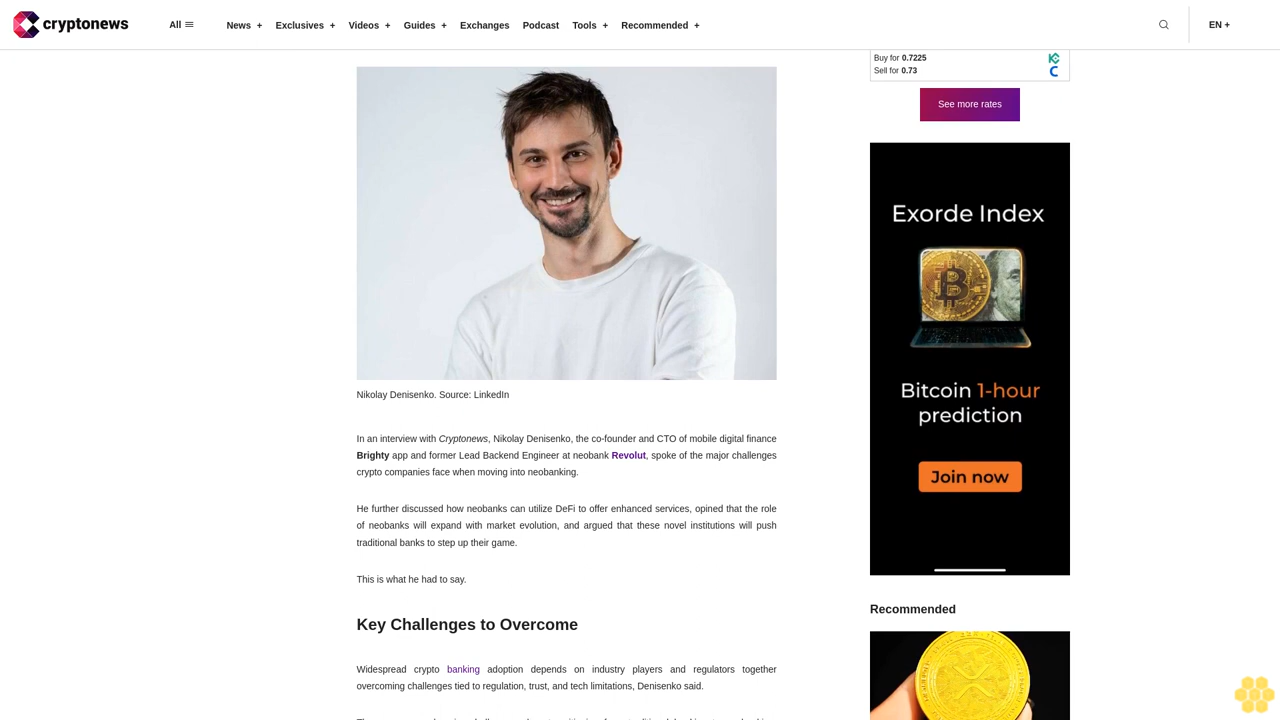 cryptonews
All
News +
Exclusives +
Videos +
Guides +
Exchanges
Podcast
Tools +
Recommended +
EN +
Nikolay Denisenko. Source: LinkedIn
In an interview with Cryptonews, Nikolay Denisenko, the co-founder and CTO of mobile digital finance
Brighty app and former Lead Backend Engineer at neobank Revolut, spoke of the major challenges
crypto companies face when moving into neobanking.
He further discussed how neobanks can utilize DeFi to offer enhanced services, opined that the role
of neobanks will expand with market evolution, and argued that these novel institutions will push
traditional banks to step up their game.
This is what he had to say.
Key Challenges to Overcome
Widespread crypto banking adoption depends on industry players and regulators together
overcoming challenges tied to regulation, trust, and tech limitations, Denisenko said.
Buy for 0.7225
Sell for 0.73
See more rates
Exorde Index
Bitcoin 1-hour
prediction
Join now
Recommended